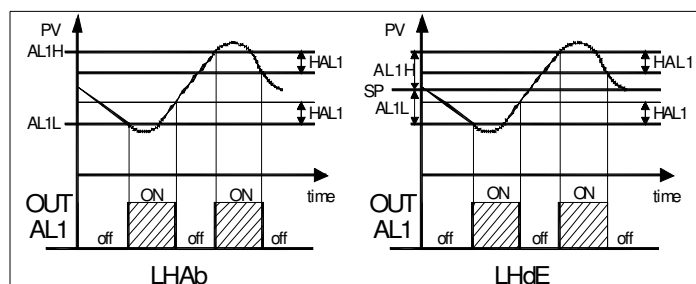 PV
AL1H
HAL1
HAL1
AL1L
time
OUT
AL1
off
ON
off
ON
off
LHAb
PV
AL1H
HAL1
SP
AL1L
HAL1
time
OUT
AL1
off
ON
off
ON
off
LHdE